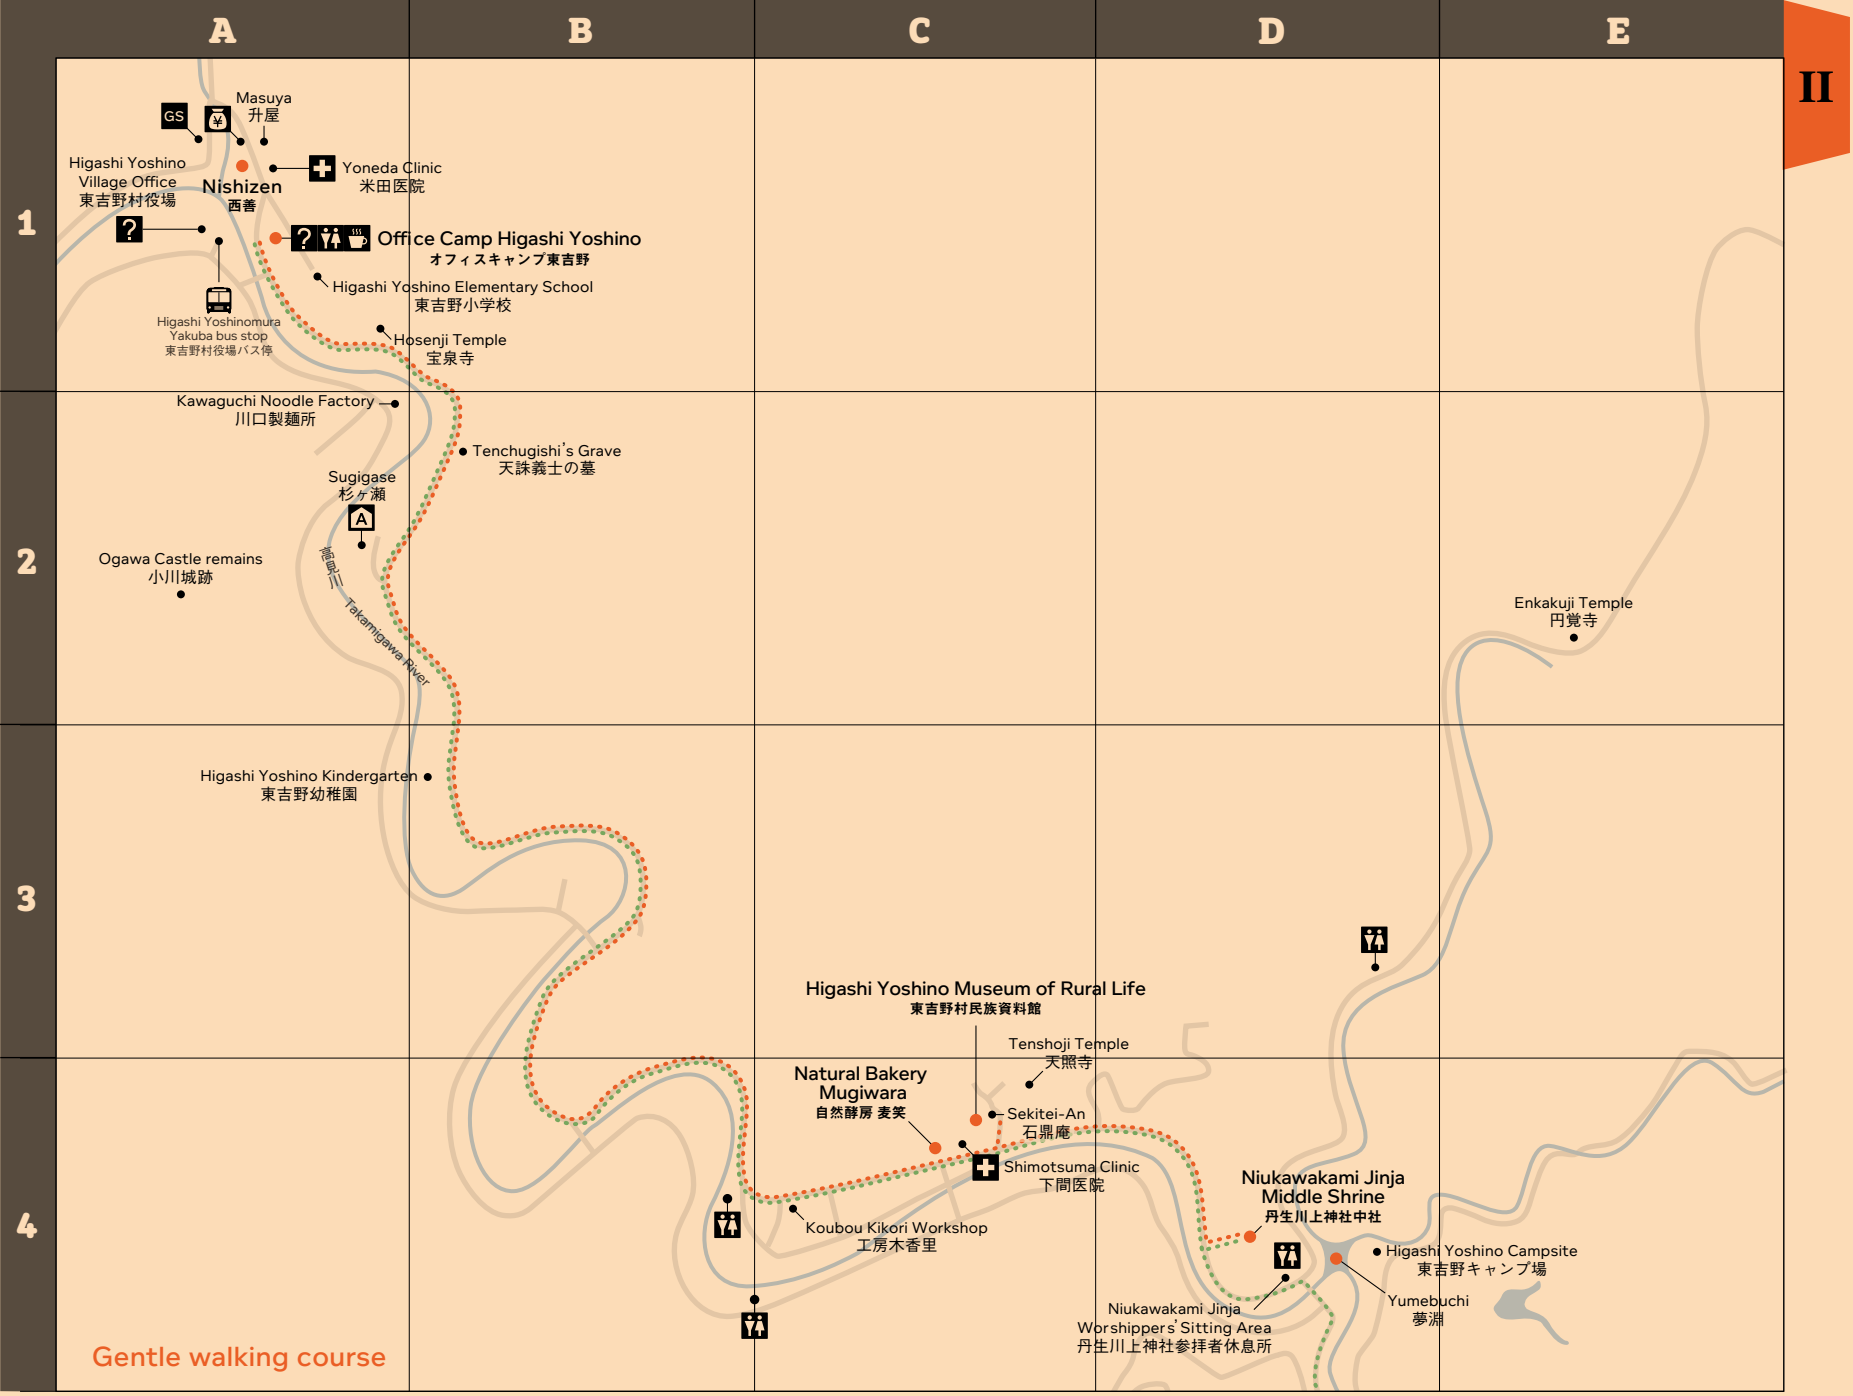 A
B
C
D
E
II
1
2
3
4
GS
¥
Masuya
升屋
Higashi Yoshino
Village Office
東吉野村役場
Nishizen
西善
Yoneda Clinic
米田医院
?
?
Office Camp Higashi Yoshino
オフィスキャンプ東吉野
Higashi Yoshino Elementary School
東吉野小学校
Higashi Yoshinomura
Yakuba bus stop
東吉野村役場バス停
Hosenji Temple
宝泉寺
Kawaguchi Noodle Factory
川口製麺所
Tenchugishi's Grave
天誅義士の墓
Sugigase
杉ヶ瀬
A
高見川
Takamigawa River
Ogawa Castle remains
小川城跡
Enkakuji Temple
円覚寺
Higashi Yoshino Kindergarten
東吉野幼稚園
Higashi Yoshino Museum of Rural Life
東吉野村民族資料館
Tenshoji Temple
天照寺
Natural Bakery
Mugiwara
自然酵房 麦笑
Sekitei-An
石鼎庵
Shimotsuma Clinic
下間医院
Koubou Kikori Workshop
工房木香里
Niukawakami Jinja
Middle Shrine
丹生川上神社中社
Higashi Yoshino Campsite
東吉野キャンプ場
Yumebuchi
夢淵
Niukawakami Jinja
Worshippers' Sitting Area
丹生川上神社参拝者休息所
Gentle walking course